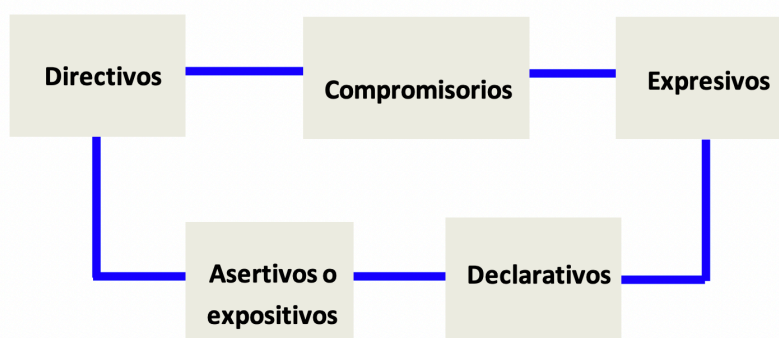 Directivos
Compromisorios
Expresivos
Asertivos o
expositivos
Declarativos